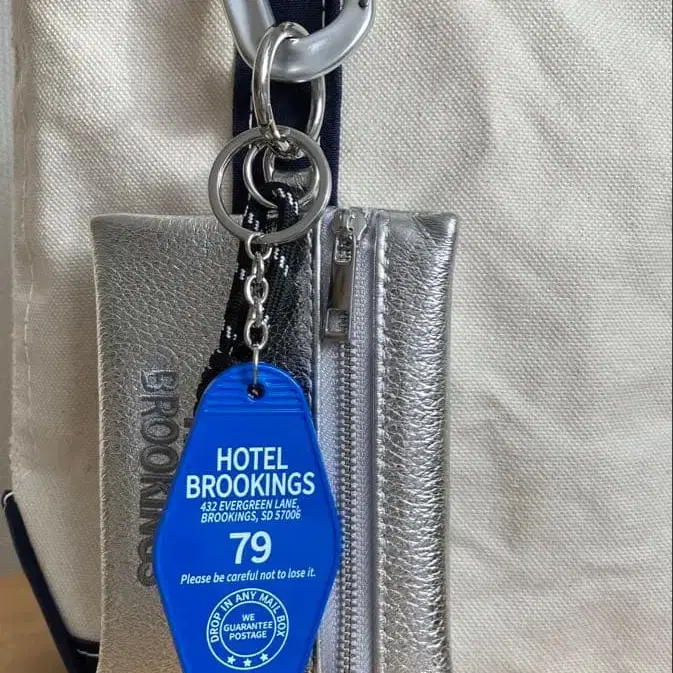 HOTEL
BROOKINGS
432 EVERGREEN LANE,
BROOKINGS, SD 57006
79
Please be careful not to lose it.
DROP IN ANY MAIL BOX
WE
GUARANTEE
POSTAGE
BROOKINGS